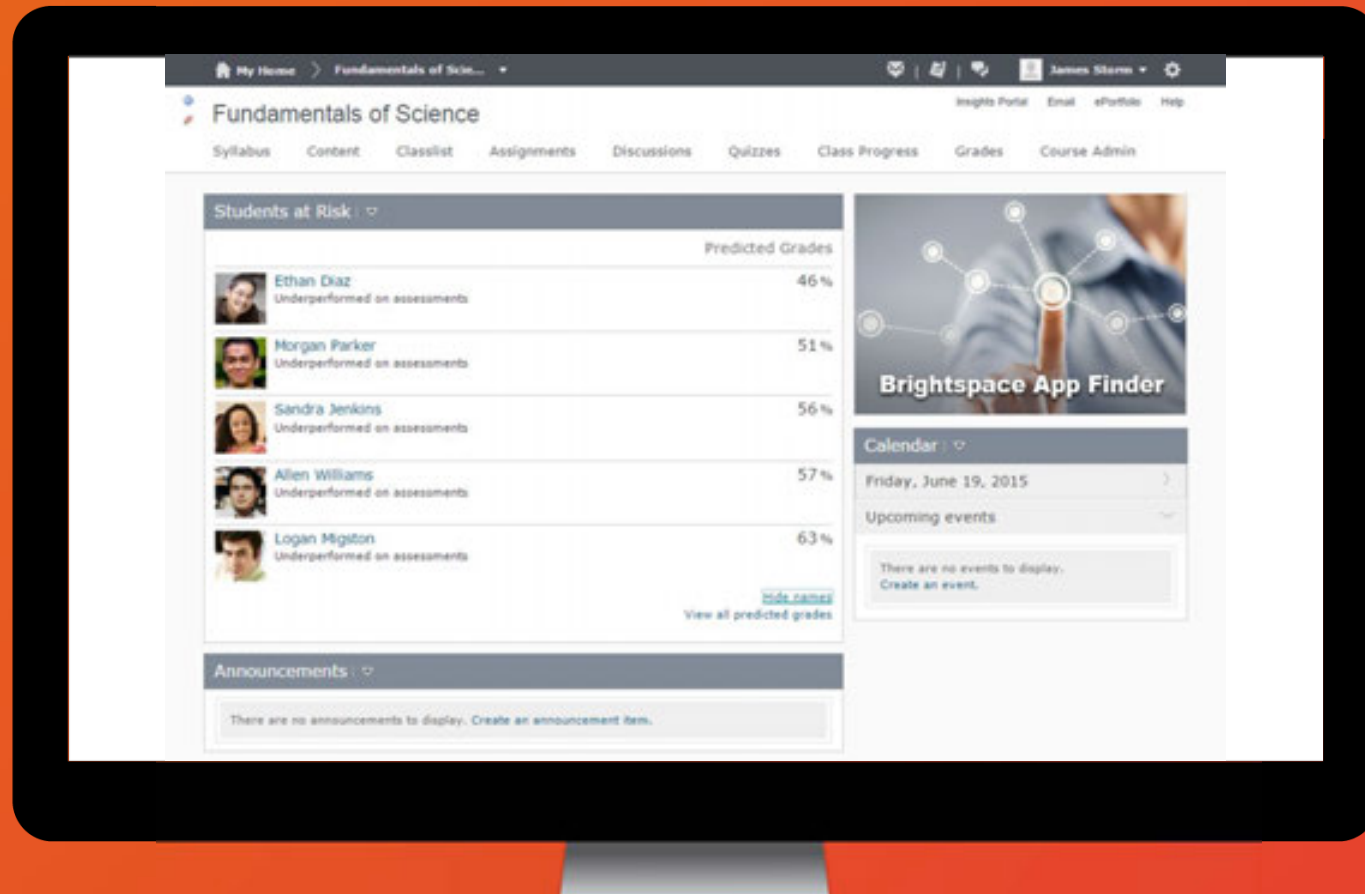 My Home > Fundamentals of Scie...
James Storm
Fundamentals of Science
Insights Portal Email ePortfolio Help
Syllabus Content Classlist Assignments Discussions Quizzes Class Progress Grades Course Admin
Students at Risk
Predicted Grades
Ethan Diaz 46 %
Underperformed on assessments
Morgan Parker 51 %
Underperformed on assessments
Sandra Jenkins 56 %
Underperformed on assessments
Allen Williams 57 %
Underperformed on assessments
Logan Migston 63 %
Underperformed on assessments
Hide names
View all predicted grades
Announcements
There are no announcements to display. Create an announcement item.
Brightspace App Finder
Calendar
Friday, June 19, 2015
Upcoming events
There are no events to display.
Create an event.